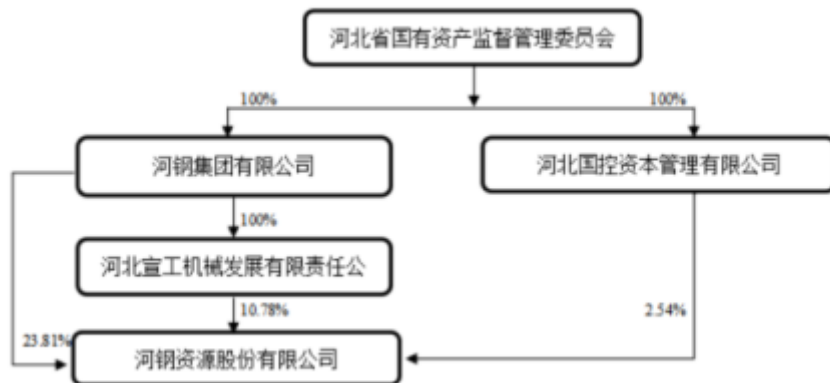 河北省国有资产监督管理委员会
100%
100%
河钢集团有限公司
河北国控资本管理有限公司
100%
河北宣工机械发展有限责任公
10.78%
2.54%
23.81%
河钢资源股份有限公司